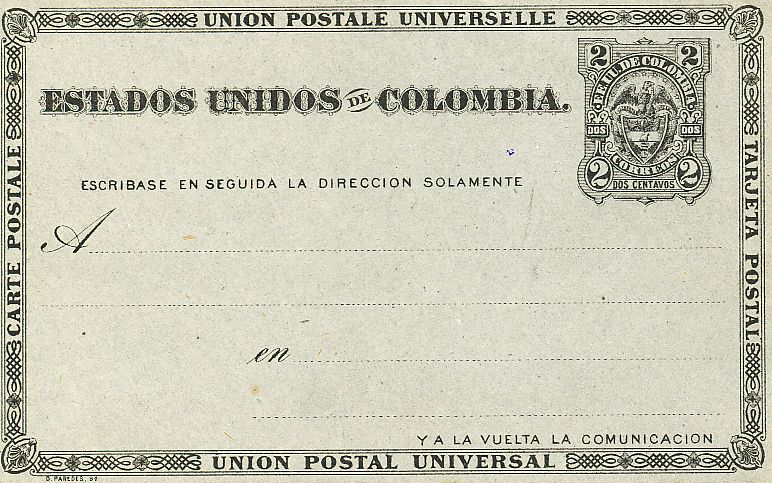 UNION POSTALE UNIVERSELLE
CARTE POSTALE
TARJETA POSTAL
ESTADOS UNIDOS DE COLOMBIA.
2 2
DE COLOMBIA
DOS DOS
CORREOS
2 2
DOS CENTAVOS
ESCRIBASE EN SEGUIDA LA DIRECCION SOLAMENTE
A
en
Y A LA VUELTA LA COMUNICACION
UNION POSTAL UNIVERSAL
D. PAREDES,